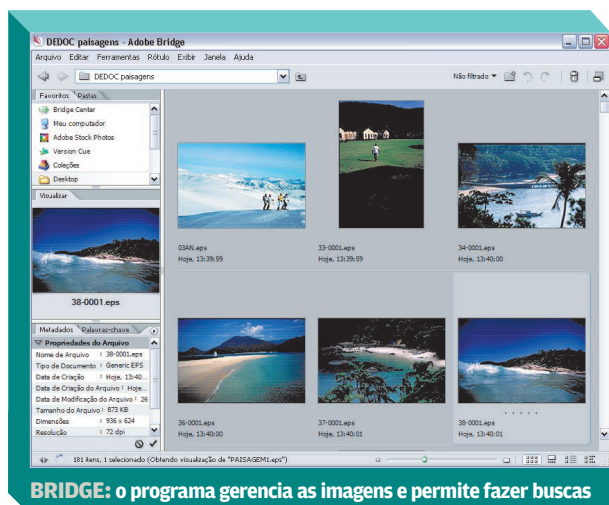 DEDOC paisagens - Adobe Bridge
Arquivo Editar Ferramentas Rótulo Exibir Janela Ajuda
DEDOC paisagens
Não filtrado
Favoritos Pastas
Bridge Center
Meu computador
Adobe Stock Photos
Version Cue
Coleções
Desktop
Visualizar
38-0001.eps
Metadados Palavras-chave
Propriedades do Arquivo
Nome de Arquivo : 38-0001.eps
Tipo de Documento : Generic EPS
Data de Criação : Hoje, 13:40...
Data de Criação do Arquivo : Hoje...
Data de Modificação do Arquivo : 26
Tamanho do Arquivo : 873 KB
Dimensões : 936 x 624
Resolução : 72 dpi
03AN.eps
Hoje, 13:39:59
33-0001.eps
Hoje, 13:39:59
34-0001.eps
Hoje, 13:40:00
36-0001.eps
Hoje, 13:40:00
37-0001.eps
Hoje, 13:40:01
38-0001.eps
Hoje, 13:40:01
181 itens, 1 selecionado (Obtendo visualização de "PAISAGEM1.eps")
BRIDGE: o programa gerencia as imagens e permite fazer buscas